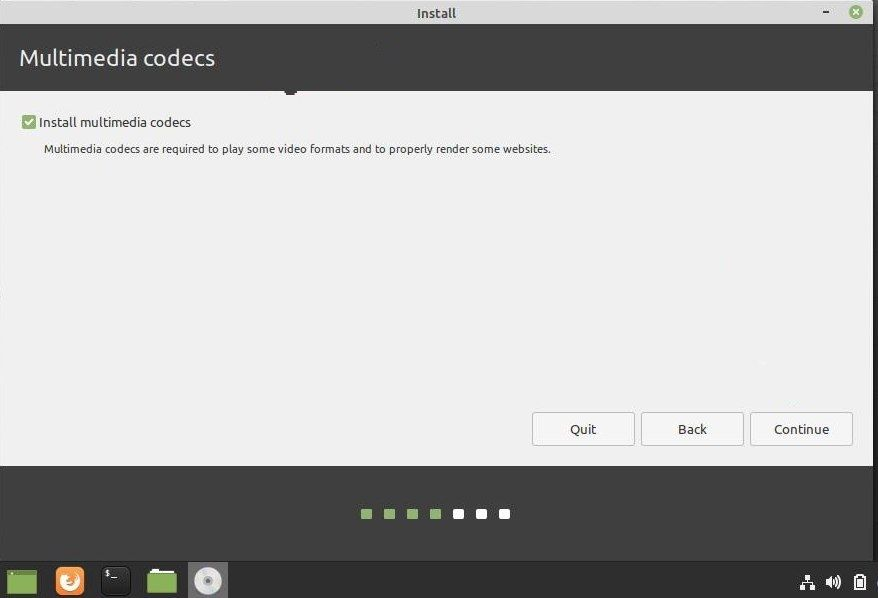 Install
Multimedia codecs
Install multimedia codecs
Multimedia codecs are required to play some video formats and to properly render some websites.
Quit
Back
Continue
$_